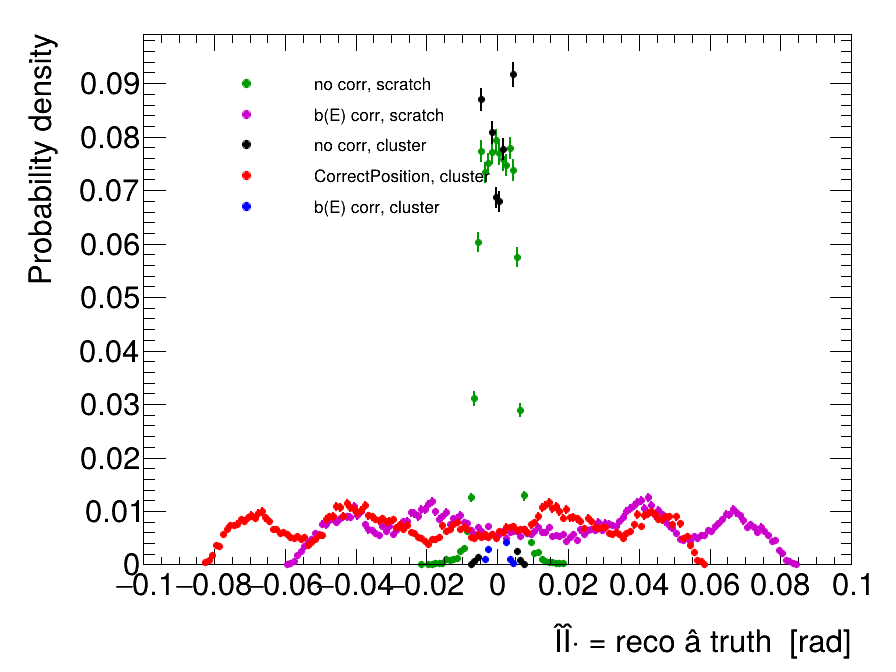 Probability density
no corr, scratch
b(E) corr, scratch
no corr, cluster
CorrectPosition, cluster
b(E) corr, cluster
0.09
0.08
0.07
0.06
0.05
0.04
0.03
0.02
0.01
0
−0.1 −0.08 −0.06 −0.04 −0.02 0 0.02 0.04 0.06 0.08 0.1
ÎÎ· = reco â truth [rad]